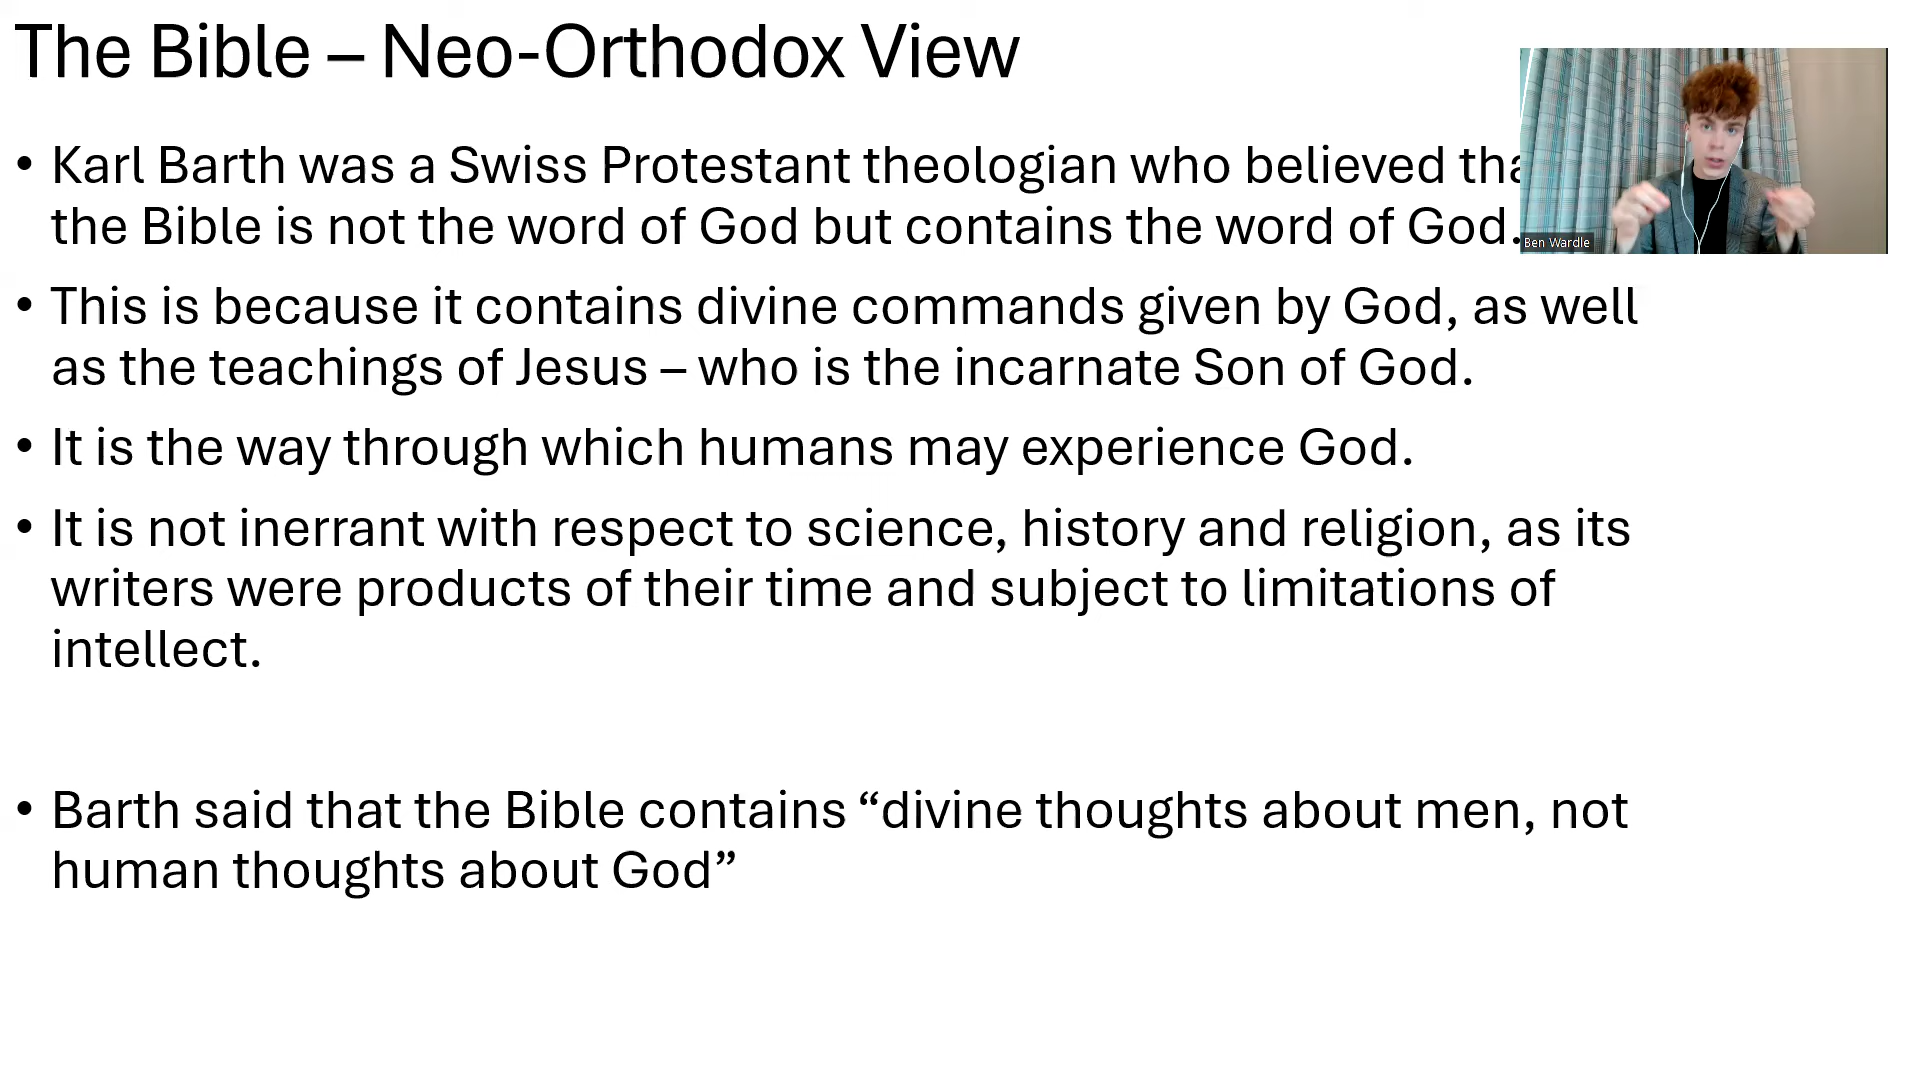 The Bible – Neo-Orthodox View
• Karl Barth was a Swiss Protestant theologian who believed
the Bible is not the word of God but contains the word of God.
Ben Wardle
• This is because it contains divine commands given by God, as well
as the teachings of Jesus – who is the incarnate Son of God.
• It is the way through which humans may experience God.
• It is not inerrant with respect to science, history and religion, as its
writers were products of their time and subject to limitations of
intellect.
• Barth said that the Bible contains “divine thoughts about men, not
human thoughts about God”